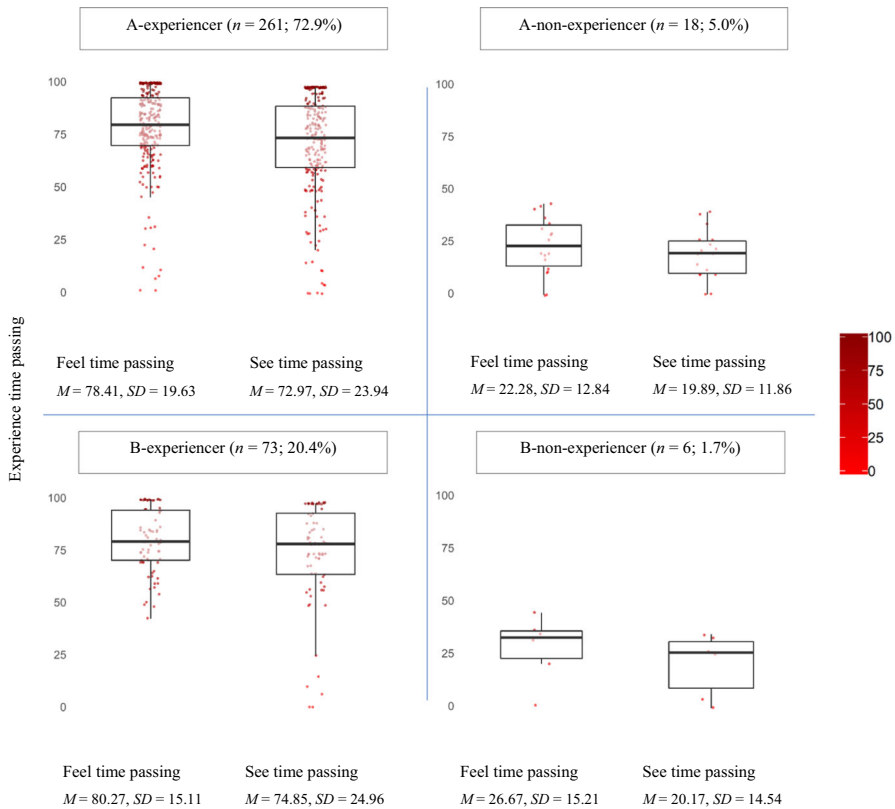 A-experiencer (n = 261; 72.9%)
A-non-experiencer (n = 18; 5.0%)
100
75
50
25
0
100
75
50
25
0
Feel time passing
See time passing
M = 78.41, SD = 19.63
M = 72.97, SD = 23.94
Feel time passing
See time passing
M = 22.28, SD = 12.84
M = 19.89, SD = 11.86
Experience time passing
100
75
50
25
0
B-experiencer (n = 73; 20.4%)
B-non-experiencer (n = 6; 1.7%)
100
75
50
25
0
100
75
50
25
0
Feel time passing
See time passing
M = 80.27, SD = 15.11
M = 74.85, SD = 24.96
Feel time passing
See time passing
M = 26.67, SD = 15.21
M = 20.17, SD = 14.54